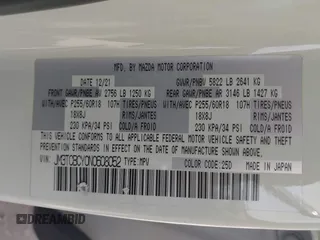 MFD. BY MAZDA MOTOR CORPORATION
DATE 12/21 GVWR/PNBV 5822 LB 2641 KG
FRONT GAWR/PNBE AV 2756 LB 1250 KG REAR GAWR/PNBE AR 3146 LB 1427 KG
WITH/AVEC P255/60R18 107H TIRES/PNEUS WITH/AVEC P255/60R18 107H TIRES/PNEUS
18X8J RIMS/JANTES 18X8J RIMS/JANTES
230 KPA/34 PSI COLD/A FROID 230 KPA/34 PSI COLD/A FROID
THIS VEHICLE CONFORMS TO ALL APPLICABLE FEDERAL MOTOR VEHICLE SAFETY AND
THEFT PREVENTION STANDARDS IN EFFECT ON THE DATE OF MANUFACTURE SHOWN ABOVE.
VIN: JM3TCBCY0N0608052 TYPE:MPV
COLOR:25D MADE IN JAPAN
DREAMBID